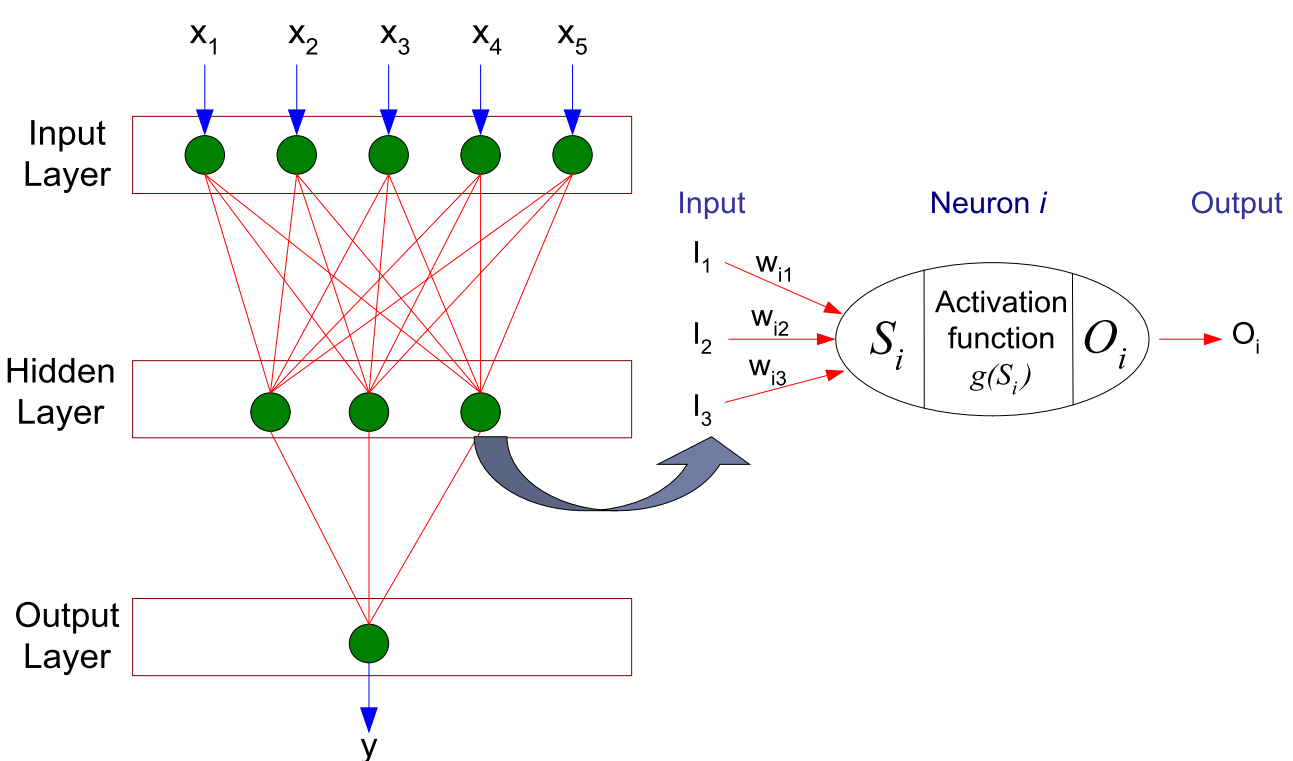 x1 x2 x3 x4 x5
Input
Layer
Hidden
Layer
Output
Layer
y
Input Neuron i Output
I1 wi1
I2 wi2
I3 wi3
Si
Activation
function
g(Si)
Oi
Oi